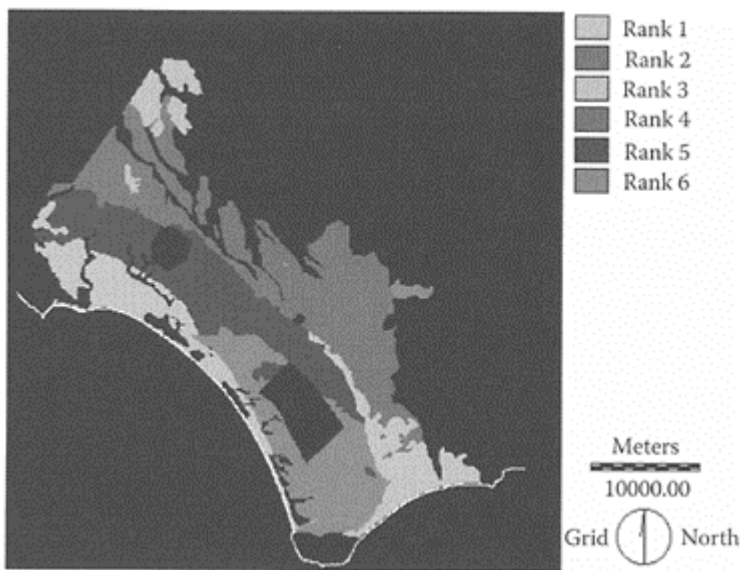 Rank 1
Rank 2
Rank 3
Rank 4
Rank 5
Rank 6
Meters
10000.00
Grid North